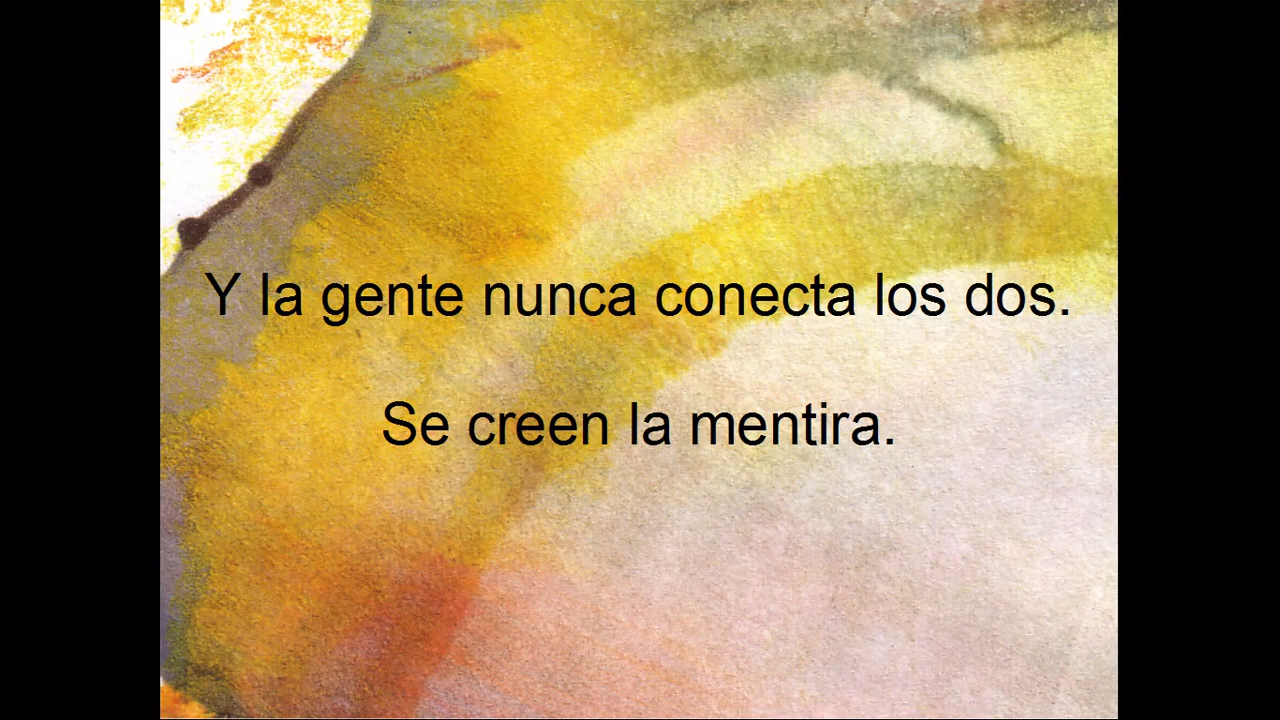 Y la gente nunca conecta los dos.
Se creen la mentira.